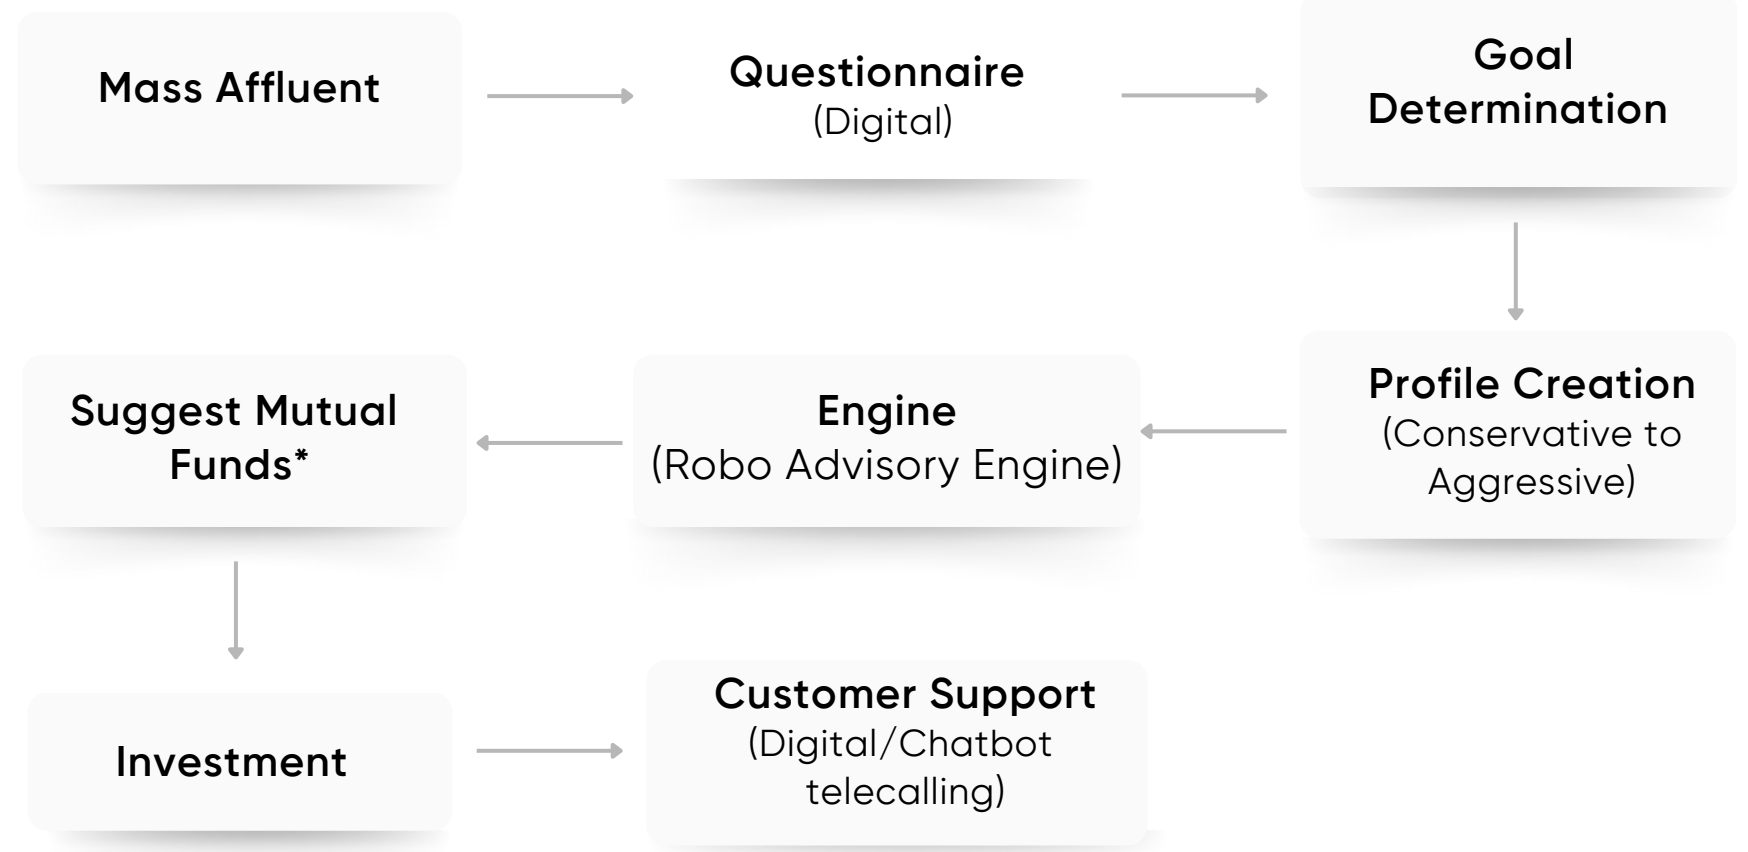 Mass Affluent
Questionnaire
(Digital)
Goal
Determination
Profile Creation
(Conservative to
Aggressive)
Engine
(Robo Advisory Engine)
Suggest Mutual
Funds*
Investment
Customer Support
(Digital/Chatbot
telecalling)